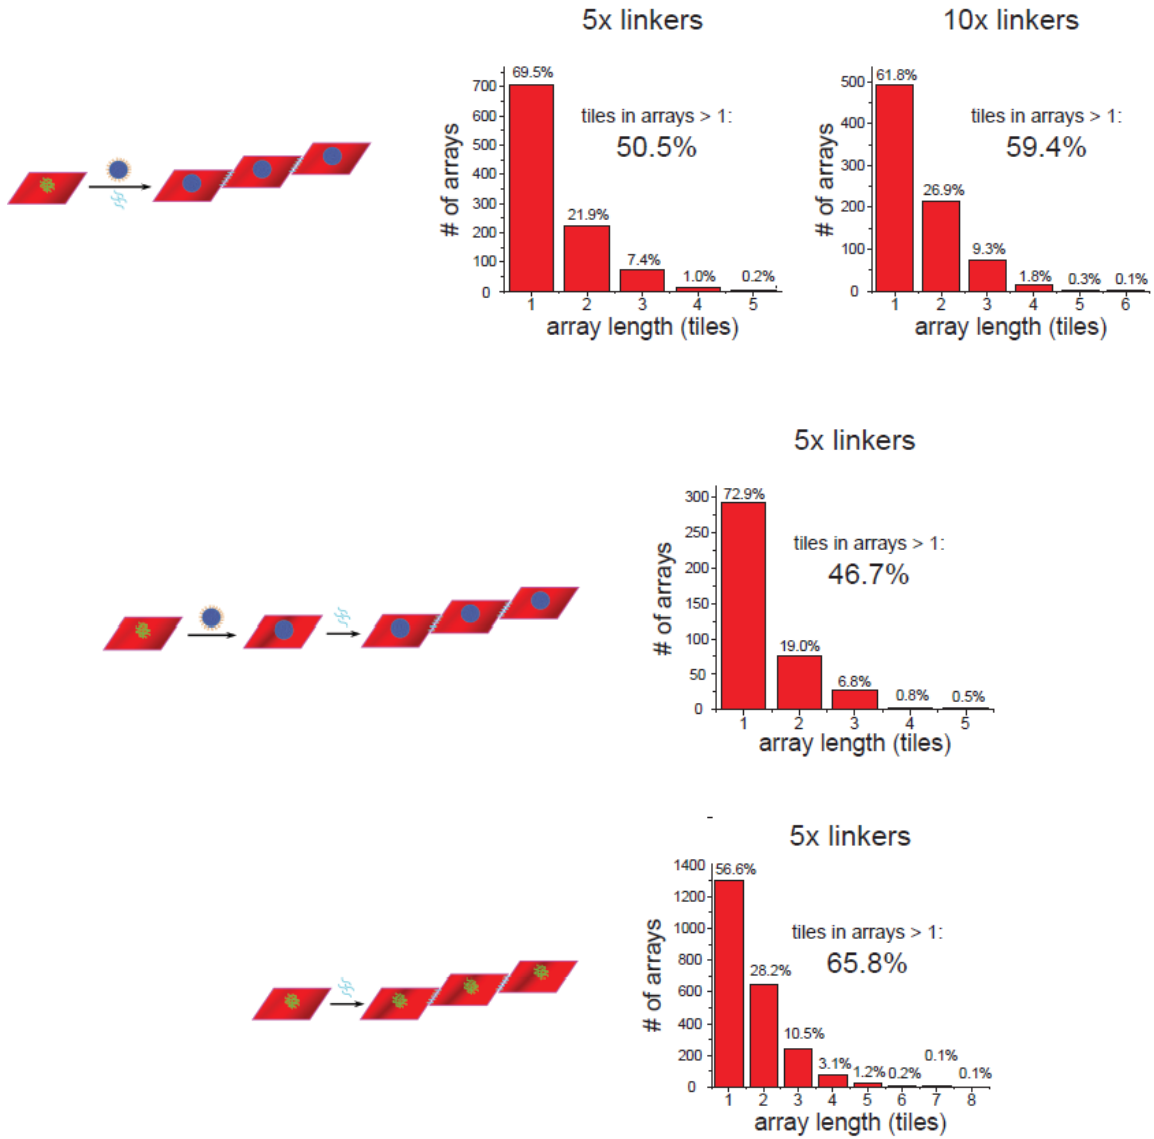 5x linkers
10x linkers
69.5%
700
600
500
400
300
200
100
0
# of arrays
tiles in arrays > 1:
50.5%
21.9%
7.4%
1.0%
0.2%
1 2 3 4 5
array length (tiles)
61.8%
500
400
300
200
100
0
# of arrays
tiles in arrays > 1:
59.4%
26.9%
9.3%
1.8%
0.3%
0.1%
1 2 3 4 5 6
array length (tiles)
5x linkers
72.9%
300
250
200
150
100
50
0
# of arrays
tiles in arrays > 1:
46.7%
19.0%
6.8%
0.8%
0.5%
1 2 3 4 5
array length (tiles)
5x linkers
56.6%
1400
1200
1000
800
600
400
200
0
# of arrays
tiles in arrays > 1:
65.8%
28.2%
10.5%
3.1%
1.2%
0.2%
0.1%
0.1%
1 2 3 4 5 6 7 8
array length (tiles)